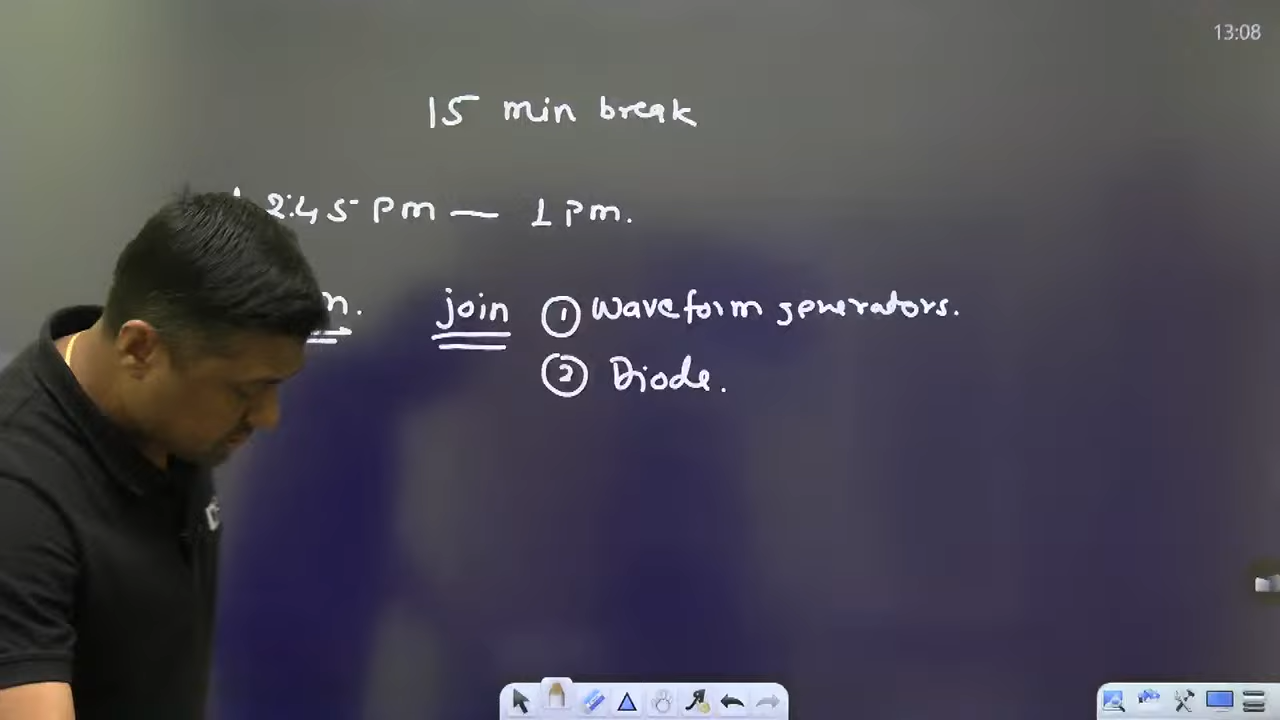 13:08
15 min break
2:45 Pm — 1 Pm.
join ① Waveform generators.
② Diode.